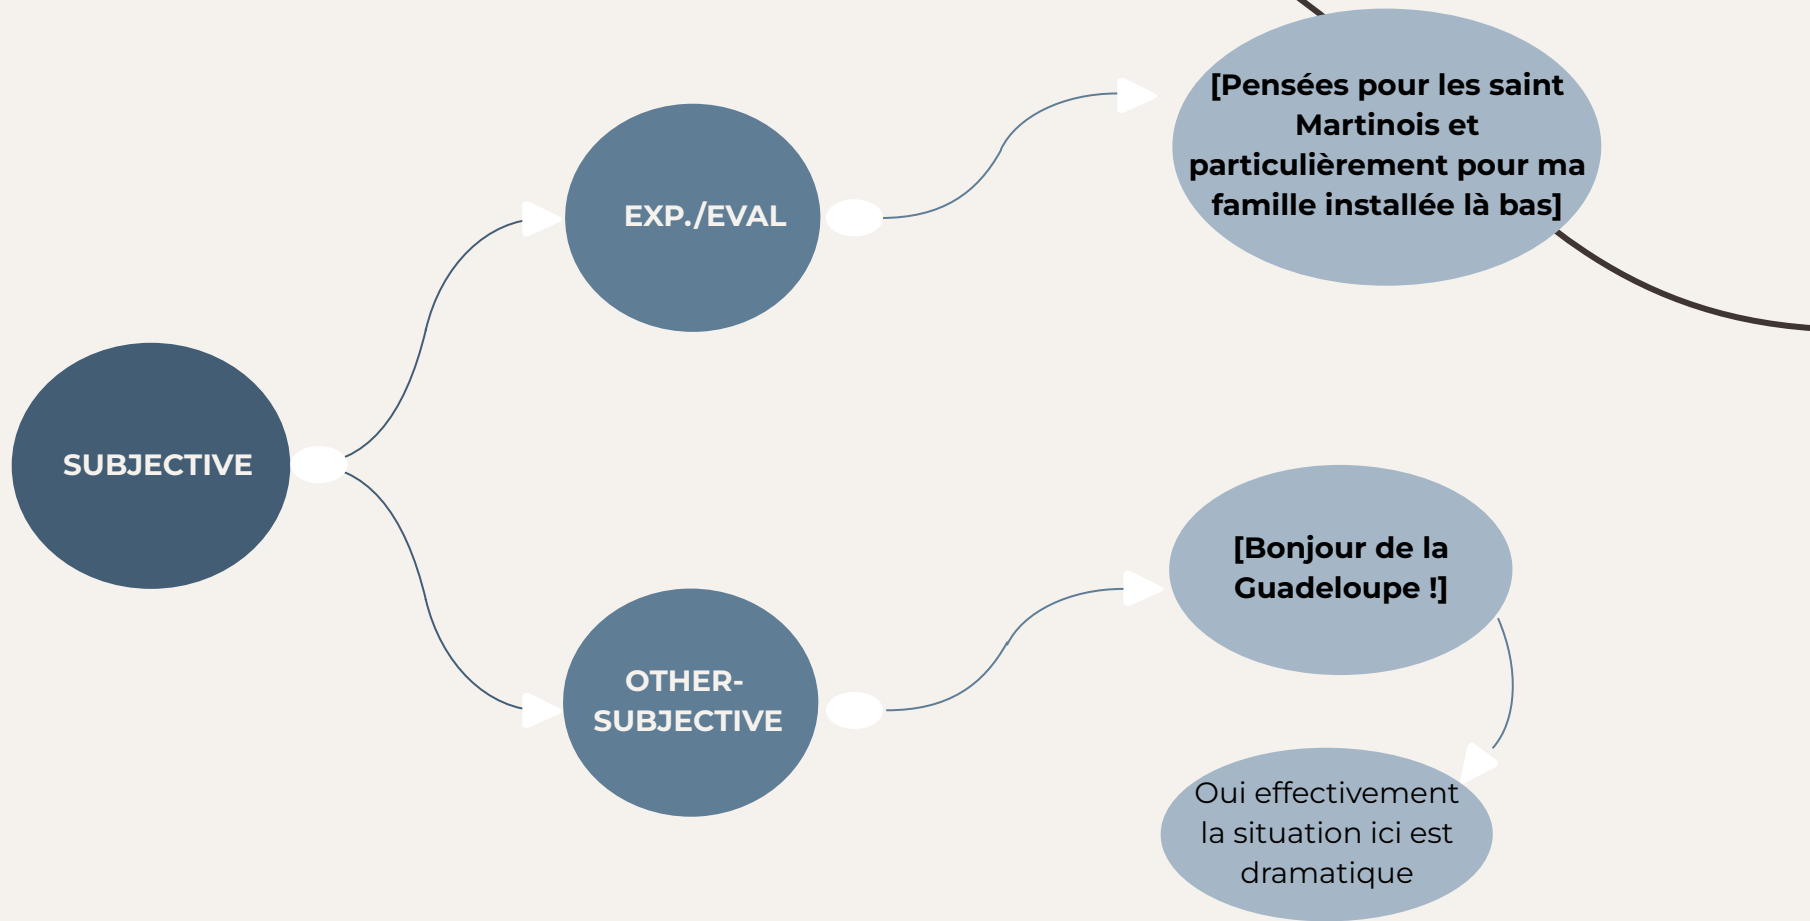 [Pensées pour les saint
Martinois et
particulièrement pour ma
famille installée là bas]
EXP./EVAL
SUBJECTIVE
[Bonjour de la
Guadeloupe !]
OTHER-
SUBJECTIVE
Oui effectivement
la situation ici est
dramatique